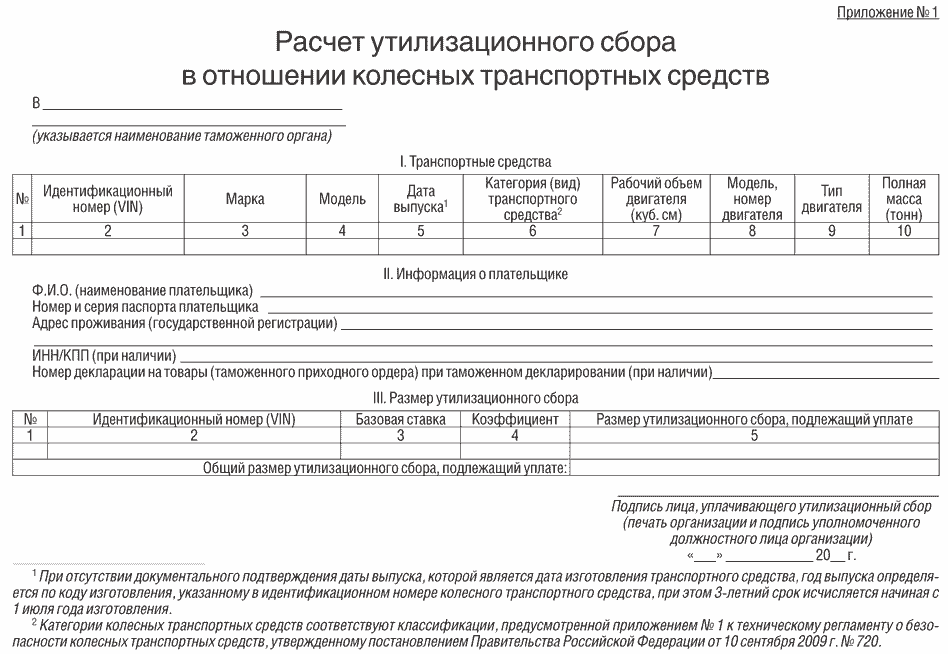 Приложение № 1
Расчет утилизационного сбора
в отношении колесных транспортных средств
В
(указывается наименование таможенного органа)
I. Транспортные средства
№ Идентификационный номер (VIN) Марка Модель Дата выпуска¹ Категория (вид) транспортного средства² Рабочий объем двигателя (куб. см) Модель, номер двигателя Тип двигателя Полная масса (тонн)
1 2 3 4 5 6 7 8 9 10
II. Информация о плательщике
Ф.И.О. (наименование плательщика)
Номер и серия паспорта плательщика
Адрес проживания (государственной регистрации)
ИНН/КПП (при наличии)
Номер декларации на товары (таможенного приходного ордера) при таможенном декларировании (при наличии)
III. Размер утилизационного сбора
№ Идентификационный номер (VIN) Базовая ставка Коэффициент Размер утилизационного сбора, подлежащий уплате
1 2 3 4 5
Общий размер утилизационного сбора, подлежащий уплате:
Подпись лица, уплачивающего утилизационный сбор
(печать организации и подпись уполномоченного
должностного лица организации)
«___» ____________ 20__ г.
¹ При отсутствии документального подтверждения даты выпуска, которой является дата изготовления транспортного средства, год выпуска определя-
ется по коду изготовления, указанному в идентификационном номере колесного транспортного средства, при этом 3-летний срок исчисляется начиная с
1 июля года изготовления.
² Категории колесных транспортных средств соответствуют классификации, предусмотренной приложением № 1 к техническому регламенту о безо-
пасности колесных транспортных средств, утвержденному постановлением Правительства Российской Федерации от 10 сентября 2009 г. № 720.